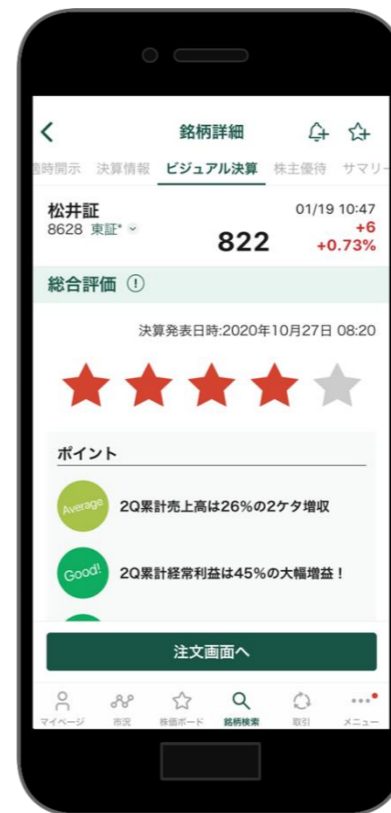 銘柄詳細
適時開示 決算情報 ビジュアル決算 株主優待 サマリー
松井証
01/19 10:47
8628 東証*
822
+6
+0.73%
総合評価 !
決算発表日時:2020年10月27日 08:20
ポイント
Average
2Q累計売上高は26%の2ケタ増収
Good!
2Q累計経常利益は45%の大幅増益！
注文画面へ
マイページ 市況 株価ボード 銘柄検索 取引 メニュー